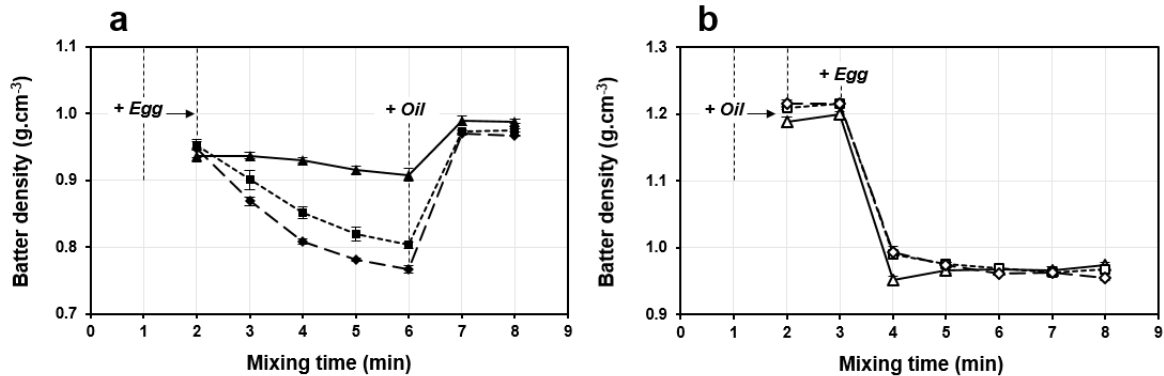 a
1.1
1.0
0.9
0.8
0.7
+ Egg
+ Oil
0 1 2 3 4 5 6 7 8 9
Mixing time (min)
Batter density (g.cm⁻³)
b
1.3
1.2
1.1
1.0
0.9
+ Oil
+ Egg
0 1 2 3 4 5 6 7 8 9
Mixing time (min)
Batter density (g.cm⁻³)